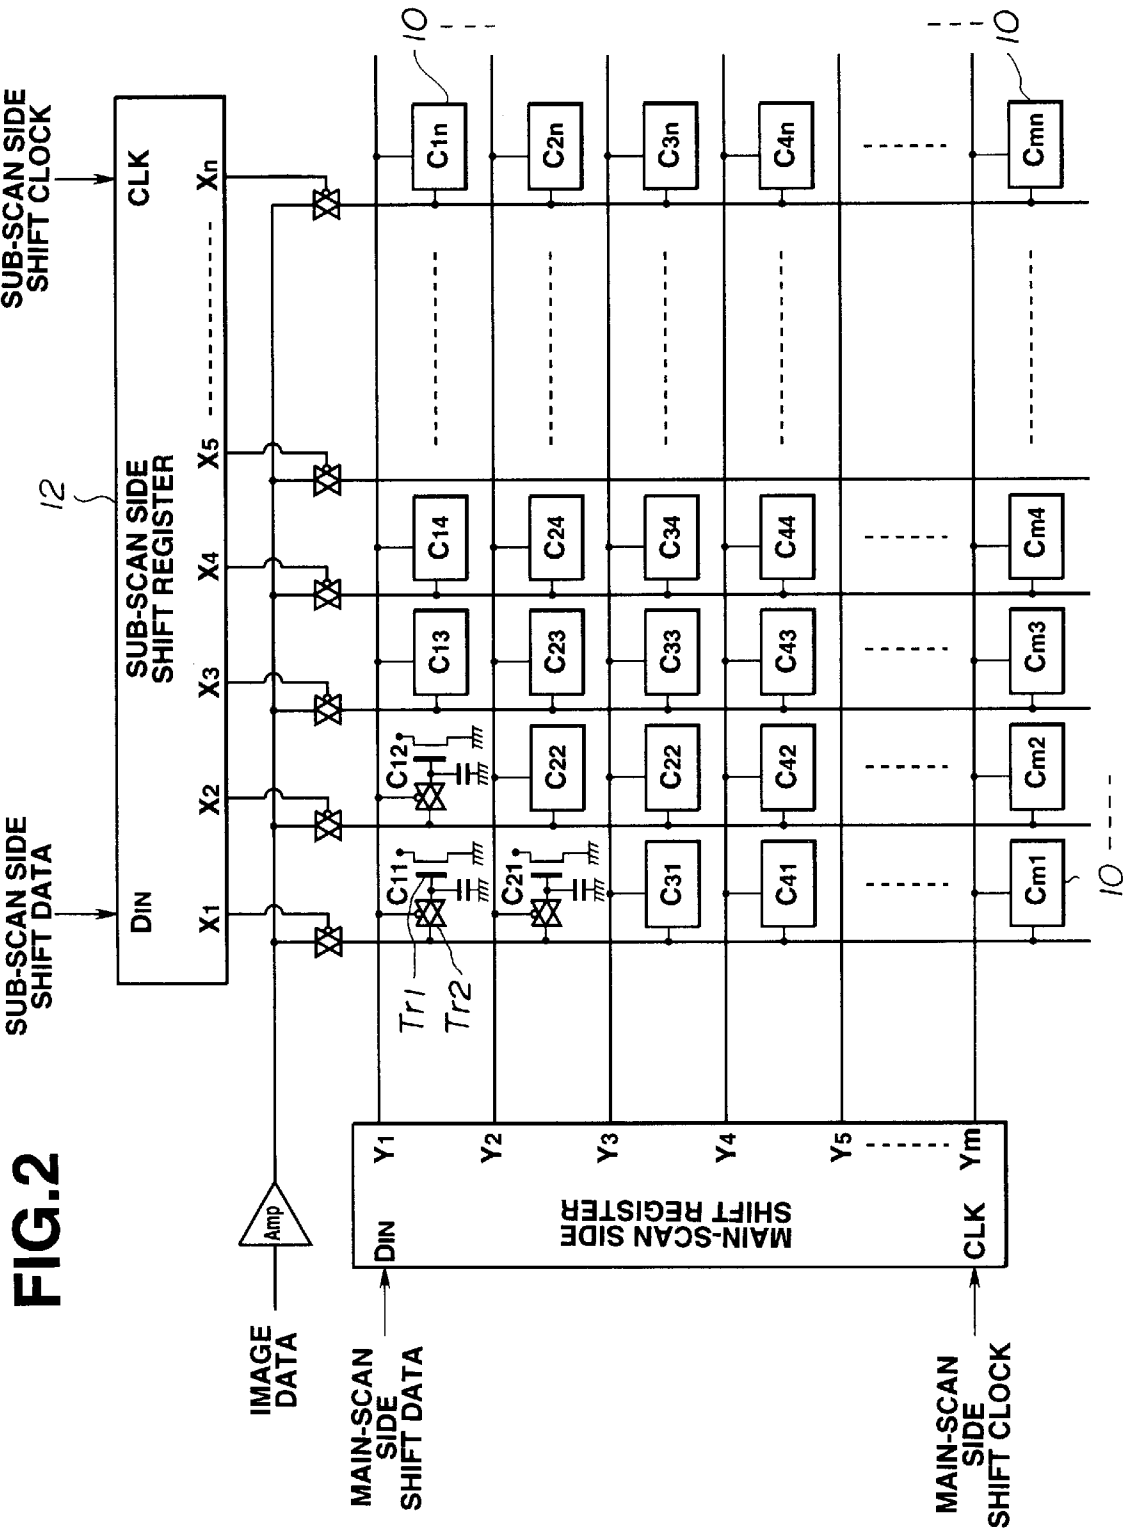 FIG.2
SUB-SCAN SIDE
SHIFT DATA
SUB-SCAN SIDE
SHIFT CLOCK
12
DIN
SUB-SCAN SIDE
SHIFT REGISTER
CLK
X1 X2 X3 X4 X5 Xn
IMAGE
DATA
Amp
MAIN-SCAN
SIDE
SHIFT DATA
DIN
MAIN-SCAN SIDE
SHIFT REGISTER
CLK
MAIN-SCAN
SIDE
SHIFT CLOCK
Y1
Y2
Y3
Y4
Y5
Ym
Tr1
Tr2
C11 C12 C13 C14 C1n
10
C21 C22 C23 C24 C2n
C31 C22 C33 C34 C3n
C41 C42 C43 C44 C4n
Cm1 Cm2 Cm3 Cm4 Cmn
10
10